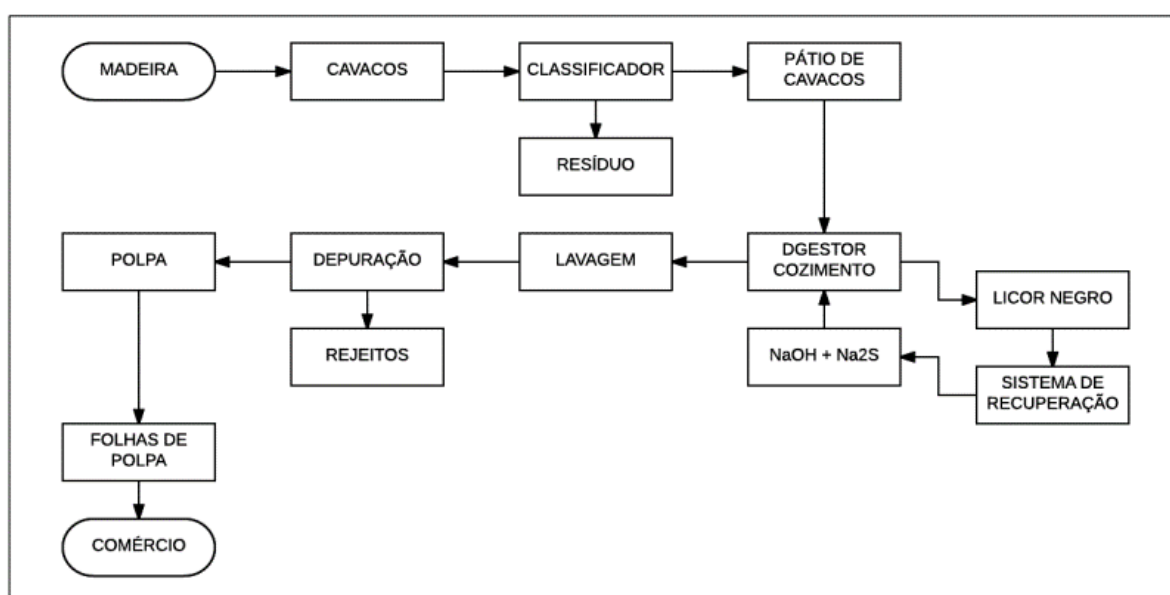 MADEIRA
CAVACOS
CLASSIFICADOR
PÁTIO DE
CAVACOS
RESÍDUO
POLPA
DEPURAÇÃO
LAVAGEM
DGESTOR
COZIMENTO
LICOR NEGRO
REJEITOS
NaOH + Na2S
SISTEMA DE
RECUPERAÇÃO
FOLHAS DE
POLPA
COMÉRCIO